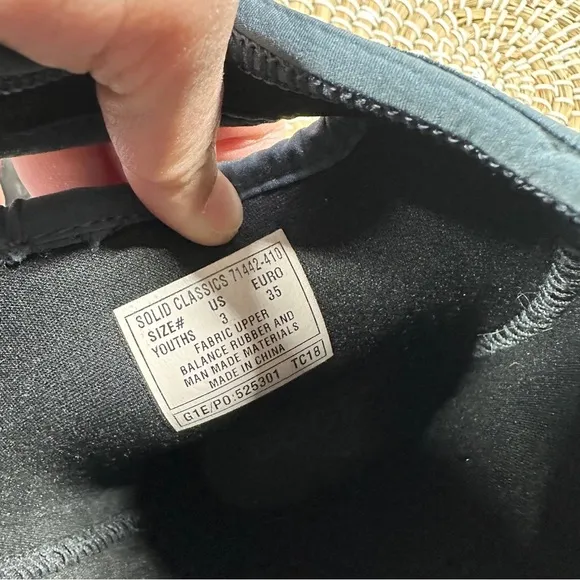 SOLID CLASSICS 71442-410
SIZE# US EURO
YOUTHS 3 35
FABRIC UPPER
BALANCE RUBBER AND
MAN MADE MATERIALS
MADE IN CHINA
G1E/PO:525301 TC18